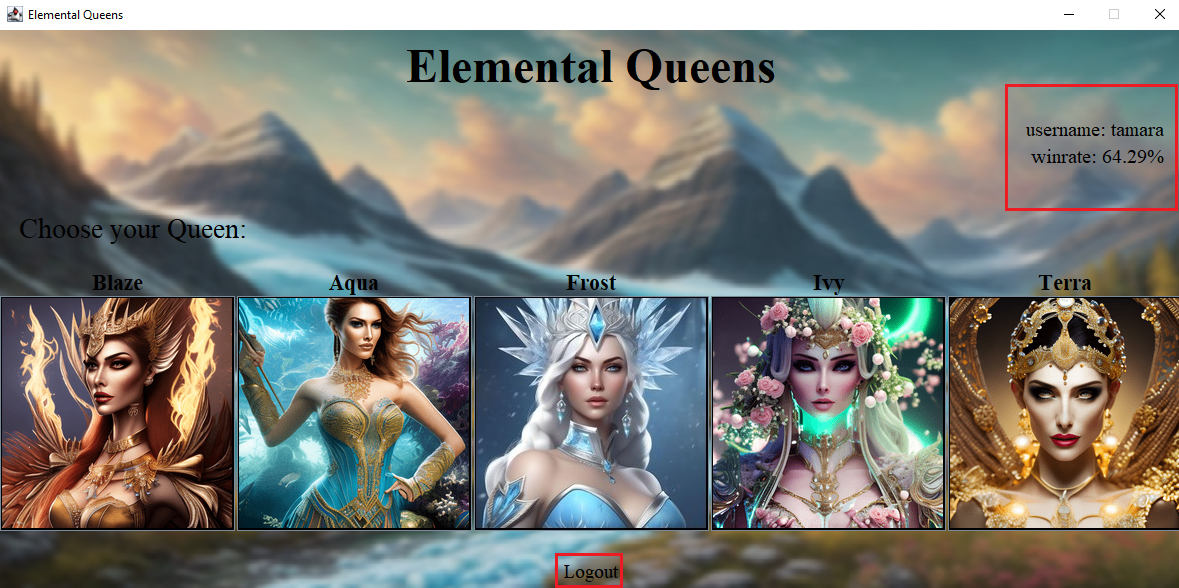 Elemental Queens
Elemental Queens
username: tamara
winrate: 64.29%
Choose your Queen:
Blaze
Aqua
Frost
Ivy
Terra
Logout